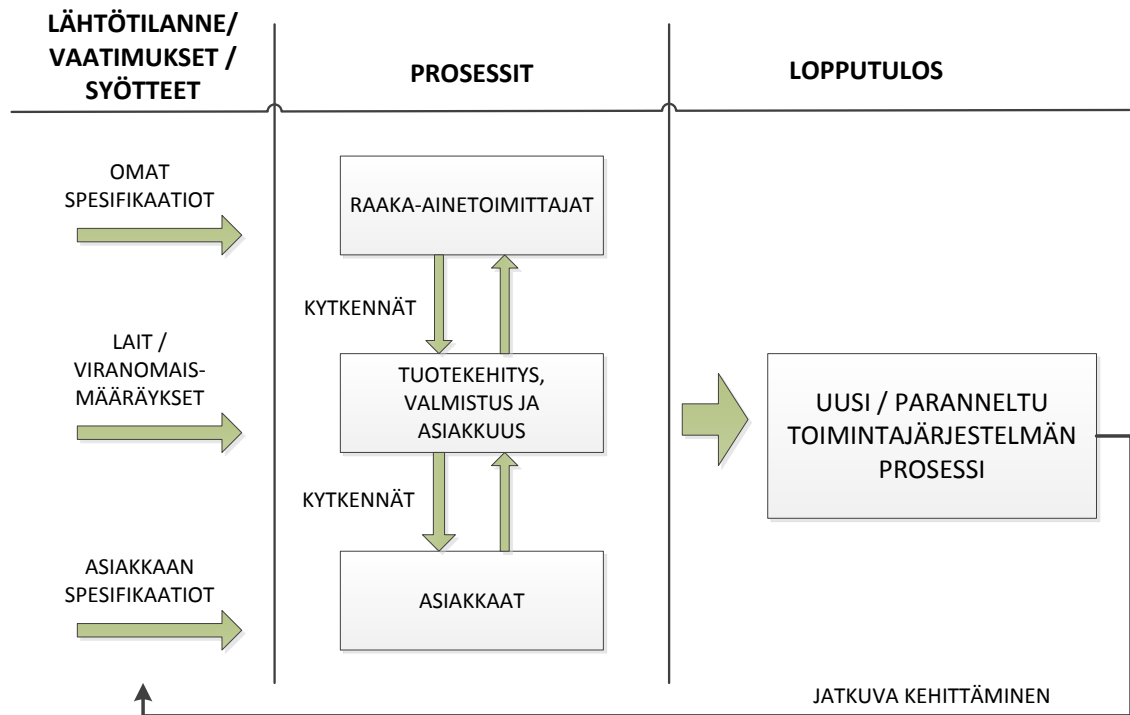 LÄHTÖTILANNE/
VAATIMUKSET /
SYÖTTEET
PROSESSIT
LOPPUTULOS
OMAT
SPESIFIKAATIOT
RAAKA-AINETOIMITTAJAT
KYTKENNÄT
LAIT /
VIRANOMAIS-
MÄÄRÄYKSET
TUOTEKEHITYS,
VALMISTUS JA
ASIAKKUUS
UUSI / PARANNELTU
TOIMINTAJÄRJESTELMÄN
PROSESSI
KYTKENNÄT
ASIAKKAAN
SPESIFIKAATIOT
ASIAKKAAT
JATKUVA KEHITTÄMINEN